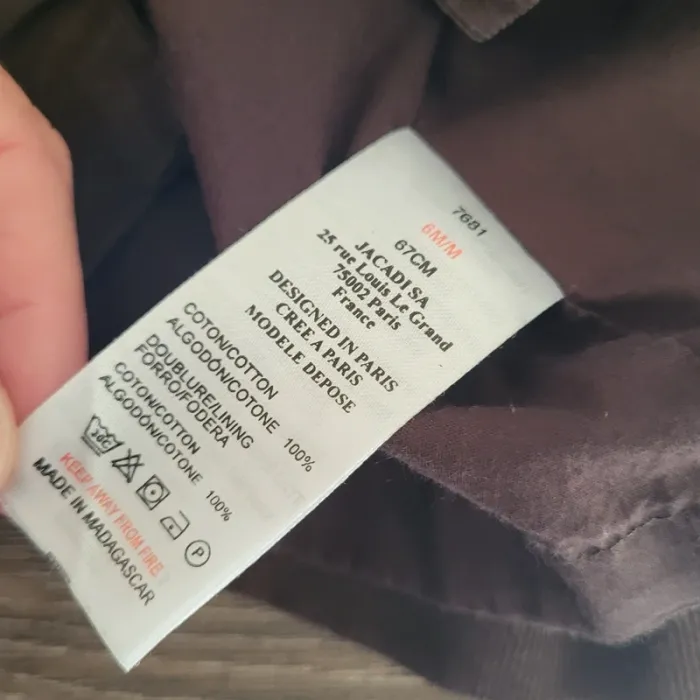 7681
6M/M
67CM
JACADI SA
25 rue Louis Le Grand
75002 Paris
France
DESIGNED IN PARIS
CREE A PARIS
MODELE DEPOSE
COTON/COTTON
ALGODÓN/COTONE 100%
DOUBLURE/LINING
FORRO/FODERA
COTON/COTTON
ALGODÓN/COTONE 100%
P
KEEP AWAY FROM FIRE
MADE IN MADAGASCAR